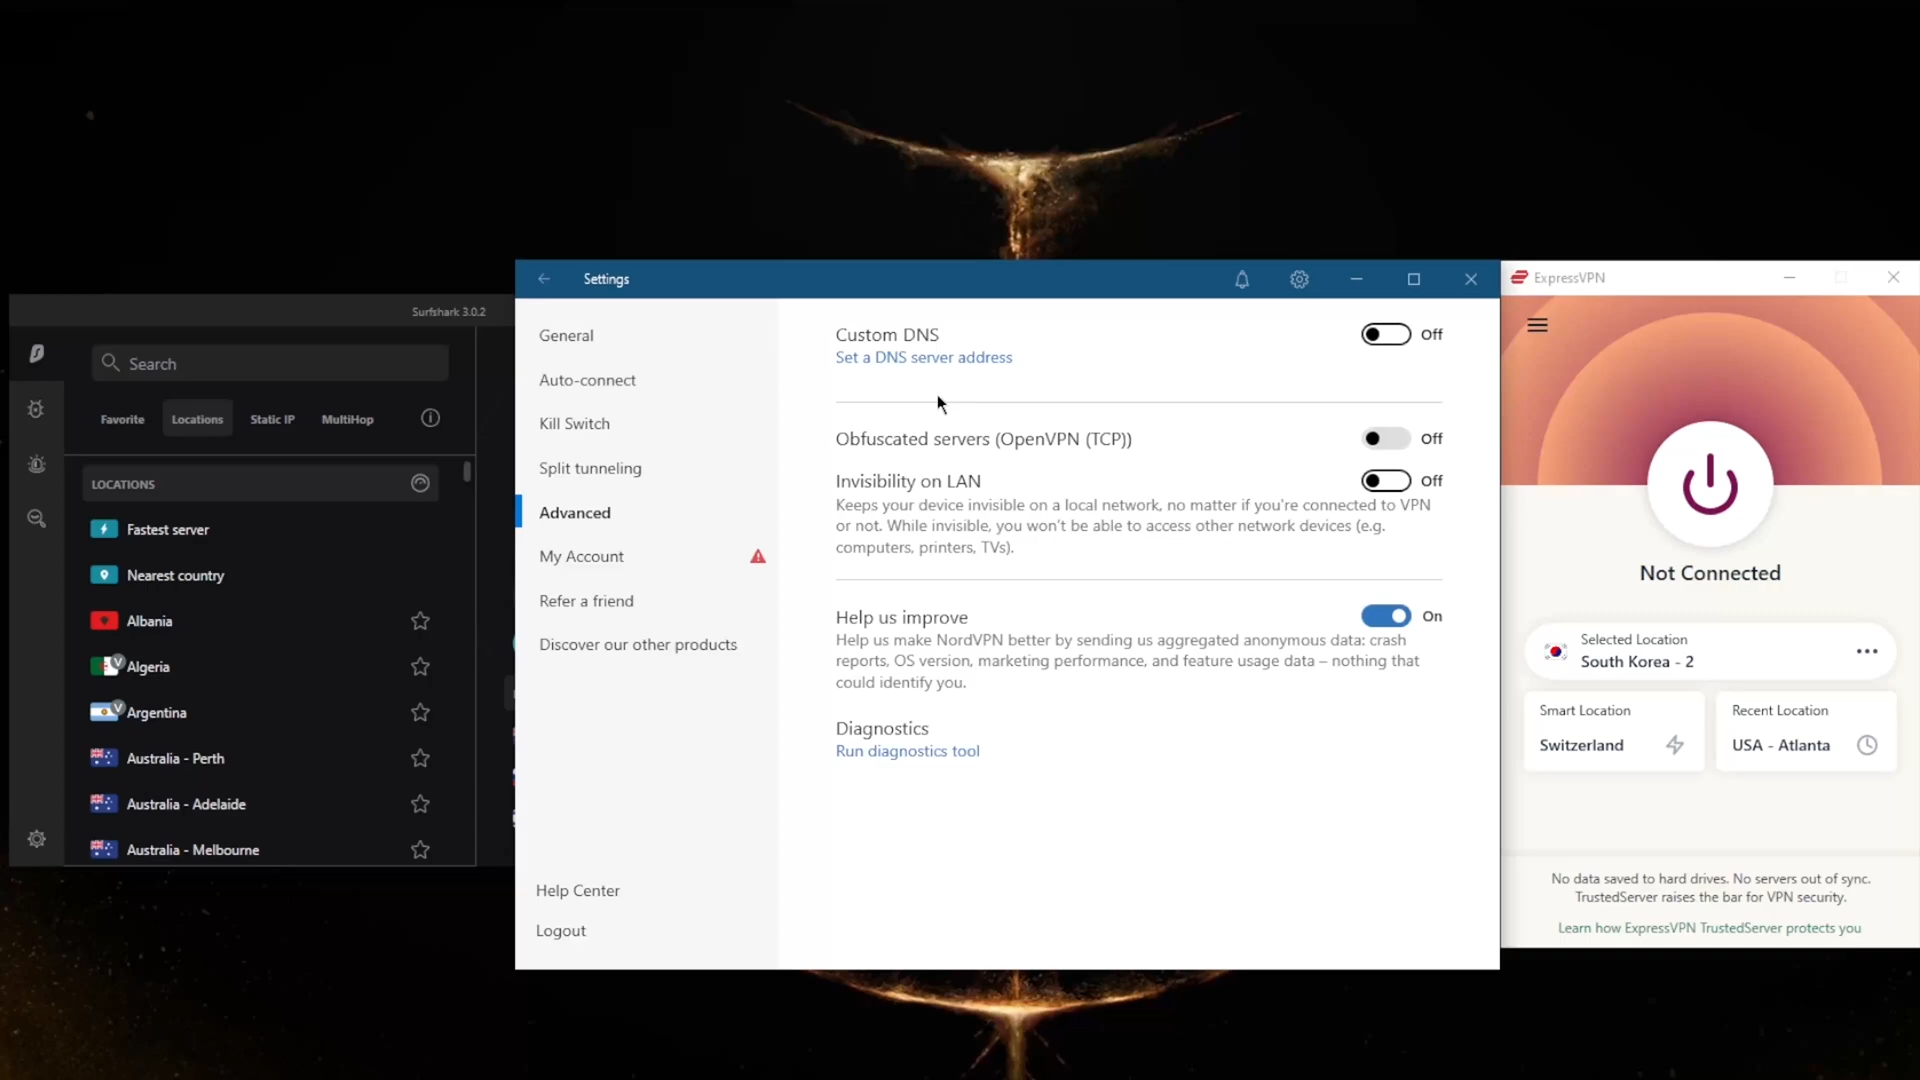 Surfshark 3.0.2
Search
Favorite
Locations
Static IP
MultiHop
LOCATIONS
Fastest server
Nearest country
Albania
V
Algeria
V
Argentina
Australia - Perth
Australia - Adelaide
Australia - Melbourne
Settings
General
Auto-connect
Kill Switch
Split tunneling
Advanced
My Account
Refer a friend
Discover our other products
Help Center
Logout
Custom DNS
Off
Set a DNS server address
Obfuscated servers (OpenVPN (TCP))
Off
Invisibility on LAN
Off
Keeps your device invisible on a local network, no matter if you're connected to VPN
or not. While invisible, you won't be able to access other network devices (e.g.
computers, printers, TVs).
Help us improve
On
Help us make NordVPN better by sending us aggregated anonymous data: crash
reports, OS version, marketing performance, and feature usage data – nothing that
could identify you.
Diagnostics
Run diagnostics tool
ExpressVPN
Not Connected
Selected Location
South Korea - 2
Smart Location
Switzerland
Recent Location
USA - Atlanta
No data saved to hard drives. No servers out of sync.
TrustedServer raises the bar for VPN security.
Learn how ExpressVPN TrustedServer protects you